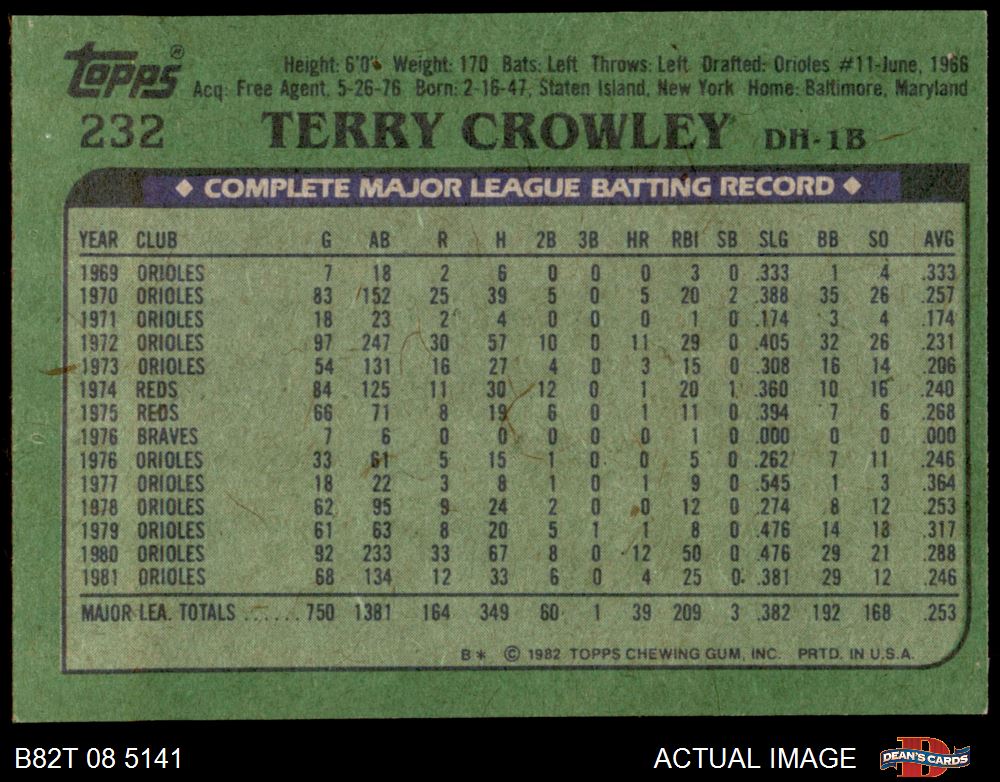 topps®
Height: 6'0" Weight: 170 Bats: Left Throws: Left Drafted: Orioles #11-June, 1966
Acq: Free Agent, 5-26-76 Born: 2-16-47, Staten Island, New York Home: Baltimore, Maryland
232 TERRY CROWLEY DH-1B
◆ COMPLETE MAJOR LEAGUE BATTING RECORD ◆
YEAR CLUB G AB R H 2B 3B HR RBI SB SLG BB SO AVG
1969 ORIOLES 7 18 2 6 0 0 0 3 0 .333 1 4 .333
1970 ORIOLES 83 152 25 39 5 0 5 20 2 .388 35 26 .257
1971 ORIOLES 18 23 2 4 0 0 0 1 0 .174 3 4 .174
1972 ORIOLES 97 247 30 57 10 0 11 29 0 .405 32 26 .231
1973 ORIOLES 54 131 16 27 4 0 3 15 0 .308 16 14 .206
1974 REDS 84 125 11 30 12 0 1 20 1 .360 10 16 .240
1975 REDS 66 71 8 19 6 0 1 11 0 .394 7 6 .268
1976 BRAVES 7 6 0 0 0 0 0 1 0 .000 0 0 .000
1976 ORIOLES 33 61 5 15 1 0 0 5 0 .262 7 11 .246
1977 ORIOLES 18 22 3 8 1 0 1 9 0 .545 1 3 .364
1978 ORIOLES 62 95 9 24 2 0 0 12 0 .274 8 12 .253
1979 ORIOLES 61 63 8 20 5 1 1 8 0 .476 14 13 .317
1980 ORIOLES 92 233 33 67 8 0 12 50 0 .476 29 21 .288
1981 ORIOLES 68 134 12 33 6 0 4 25 0 .381 29 12 .246
MAJOR LEA. TOTALS ...... 750 1381 164 349 60 1 39 209 3 .382 192 168 .253
B* © 1982 TOPPS CHEWING GUM, INC. PRTD. IN U.S.A.
B82T 08 5141 ACTUAL IMAGE DEAN'S CARDS